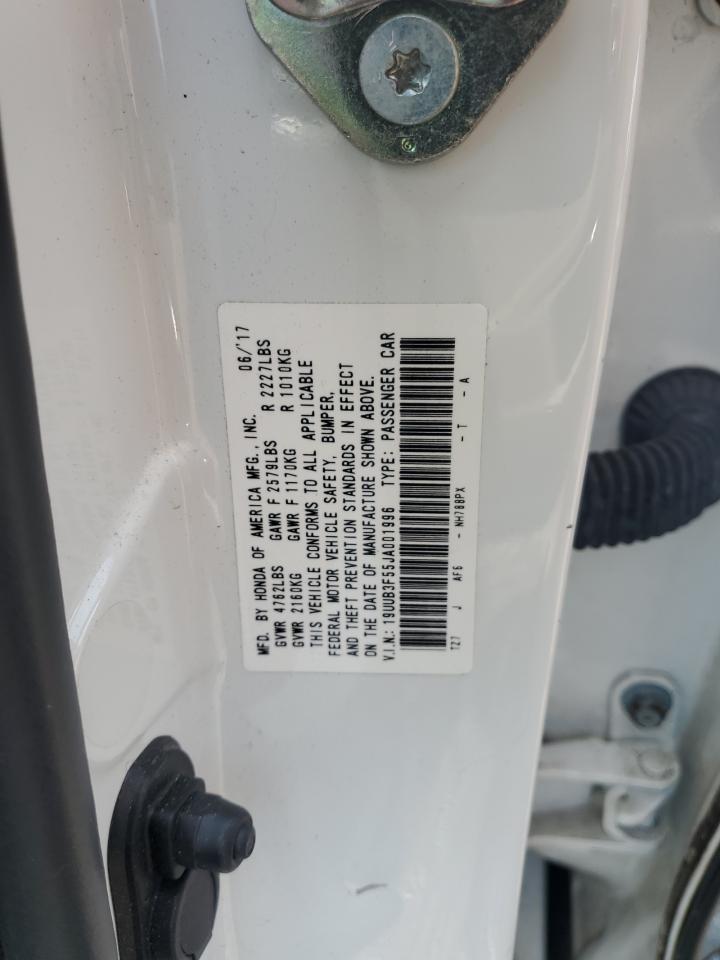 MFD. BY HONDA OF AMERICA MFG., INC. 06/'17
GVWR 4762LBS GAWR F 2579LBS R 2227LBS
GVWR 2160KG GAWR F 1170KG R 1010KG
THIS VEHICLE CONFORMS TO ALL APPLICABLE
FEDERAL MOTOR VEHICLE SAFETY, BUMPER,
AND THEFT PREVENTION STANDARDS IN EFFECT
ON THE DATE OF MANUFACTURE SHOWN ABOVE.
V.I.N.: 19UUB3F55JA001996 TYPE: PASSENGER CAR
TZ7 J AF6 - NH788PX - T - A